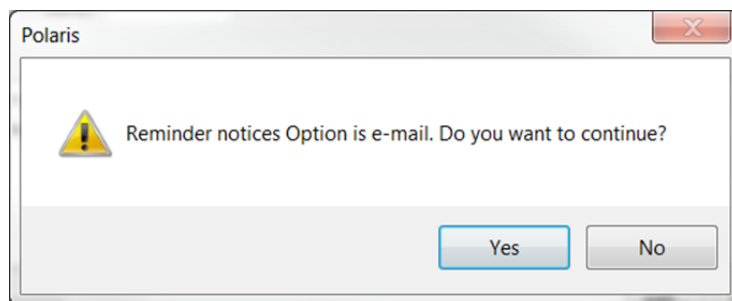 Polaris
Reminder notices Option is e-mail. Do you want to continue?
Yes
No